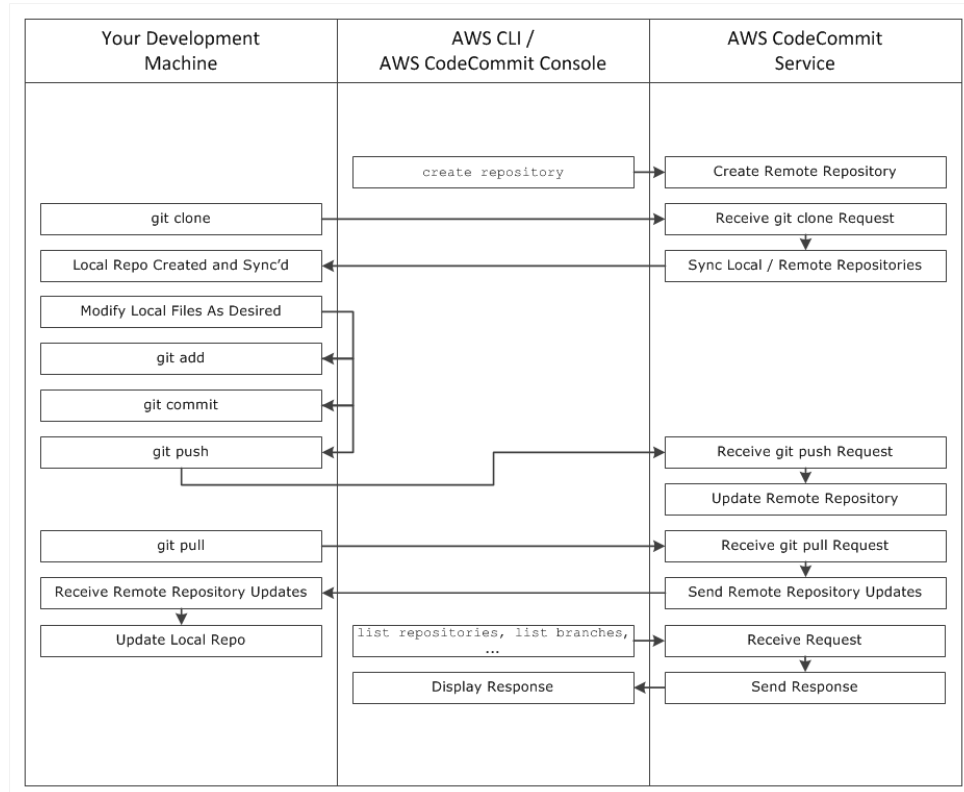 Your Development
Machine
AWS CLI /
AWS CodeCommit Console
AWS CodeCommit
Service
create repository
Create Remote Repository
git clone
Receive git clone Request
Local Repo Created and Sync’d
Sync Local / Remote Repositories
Modify Local Files As Desired
git add
git commit
git push
Receive git push Request
Update Remote Repository
git pull
Receive git pull Request
Receive Remote Repository Updates
Send Remote Repository Updates
Update Local Repo
list repositories, list branches,
...
Receive Request
Display Response
Send Response